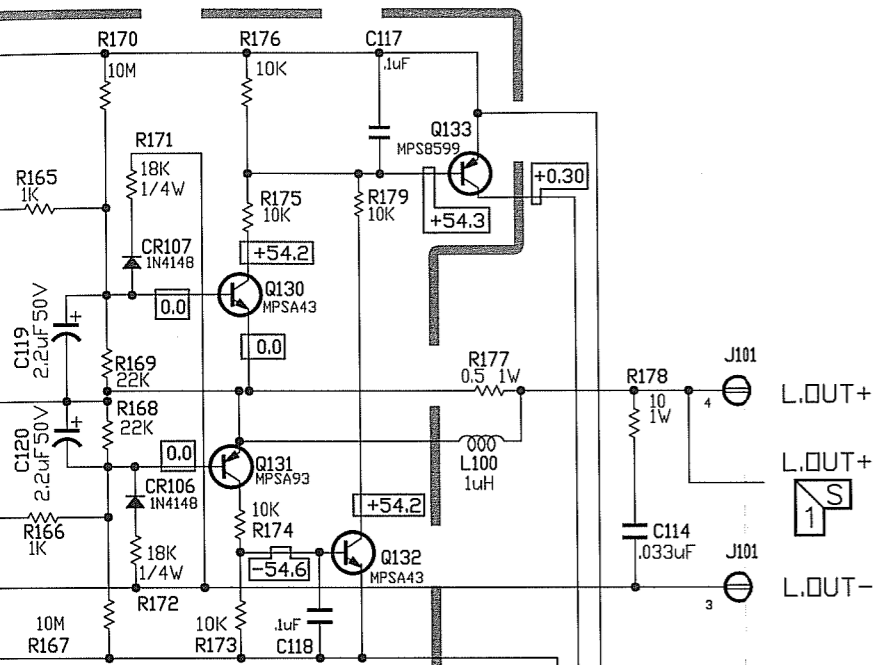 R170
R176
C117
10M
10K
.1uF
Q133
MPS8599
R171
18K
1/4W
R165
1K
R175
10K
R179
10K
+0.30
+54.3
CR107
1N4148
+54.2
Q130
MPSA43
0.0
C119
2.2uF 50V
+
0.0
R169
22K
R177
0.5 1W
R178
10
1W
J101
4
L.OUT+
R168
22K
C120
2.2uF 50V
+
0.0
Q131
MPSA93
L100
1uH
L.OUT+
S
1
CR106
1N4148
10K
R174
+54.2
R166
1K
18K
1/4W
-54.6
Q132
MPSA43
C114
.033uF
J101
3
L.OUT-
R172
10M
R167
10K
R173
.1uF
C118